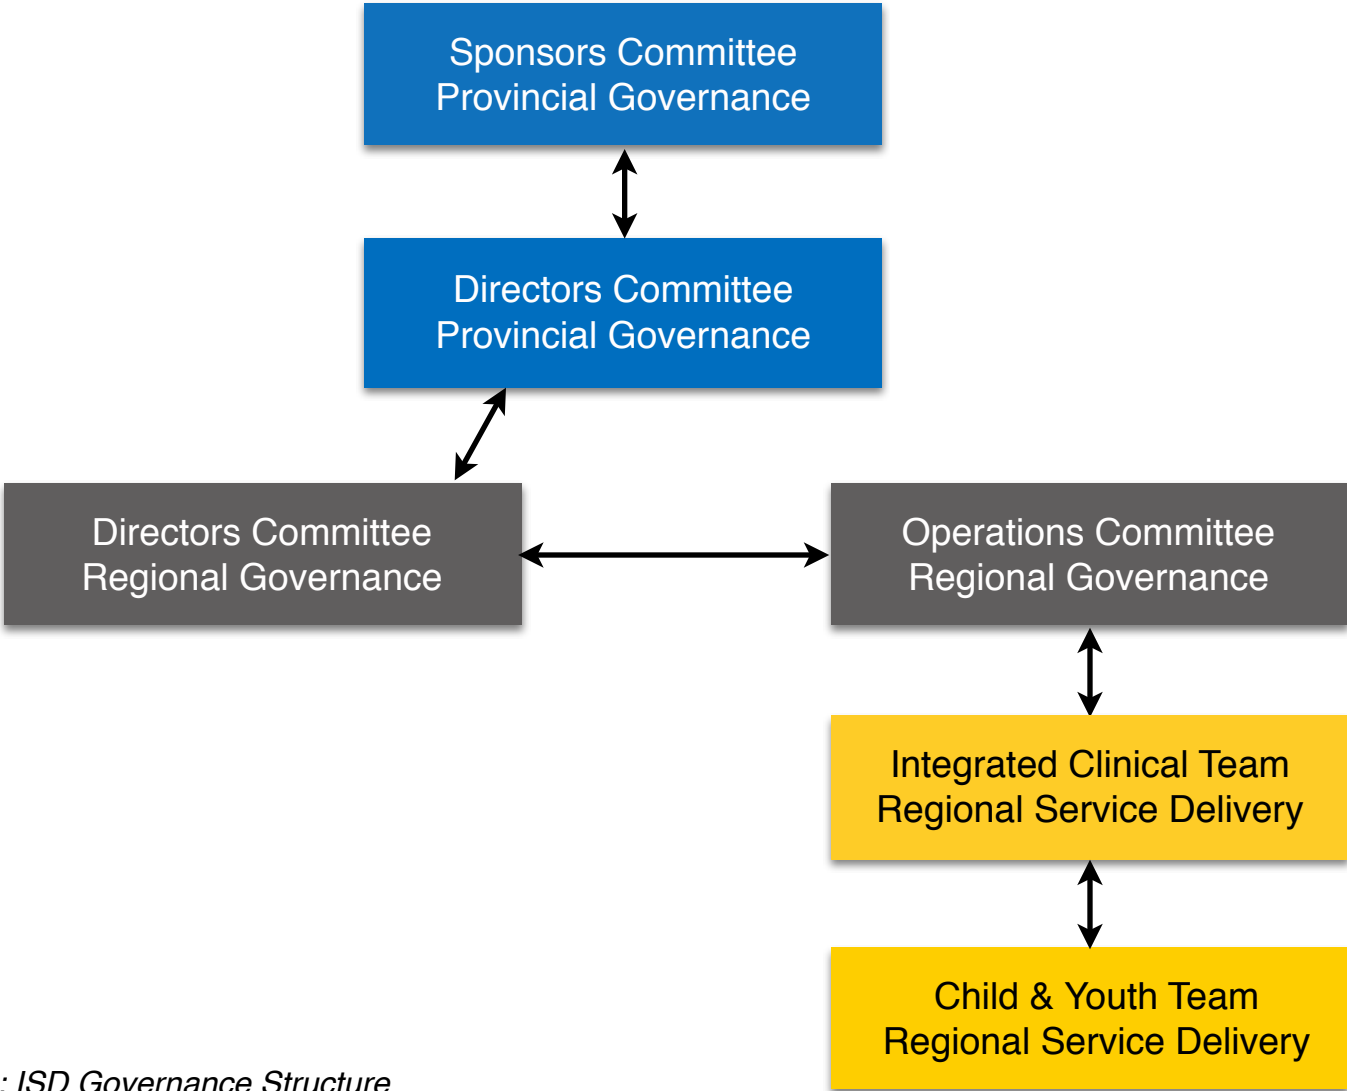 Sponsors Committee
Provincial Governance
Directors Committee
Provincial Governance
Directors Committee
Regional Governance
Operations Committee
Regional Governance
Integrated Clinical Team
Regional Service Delivery
Child & Youth Team
Regional Service Delivery
: ISD Governance Structure